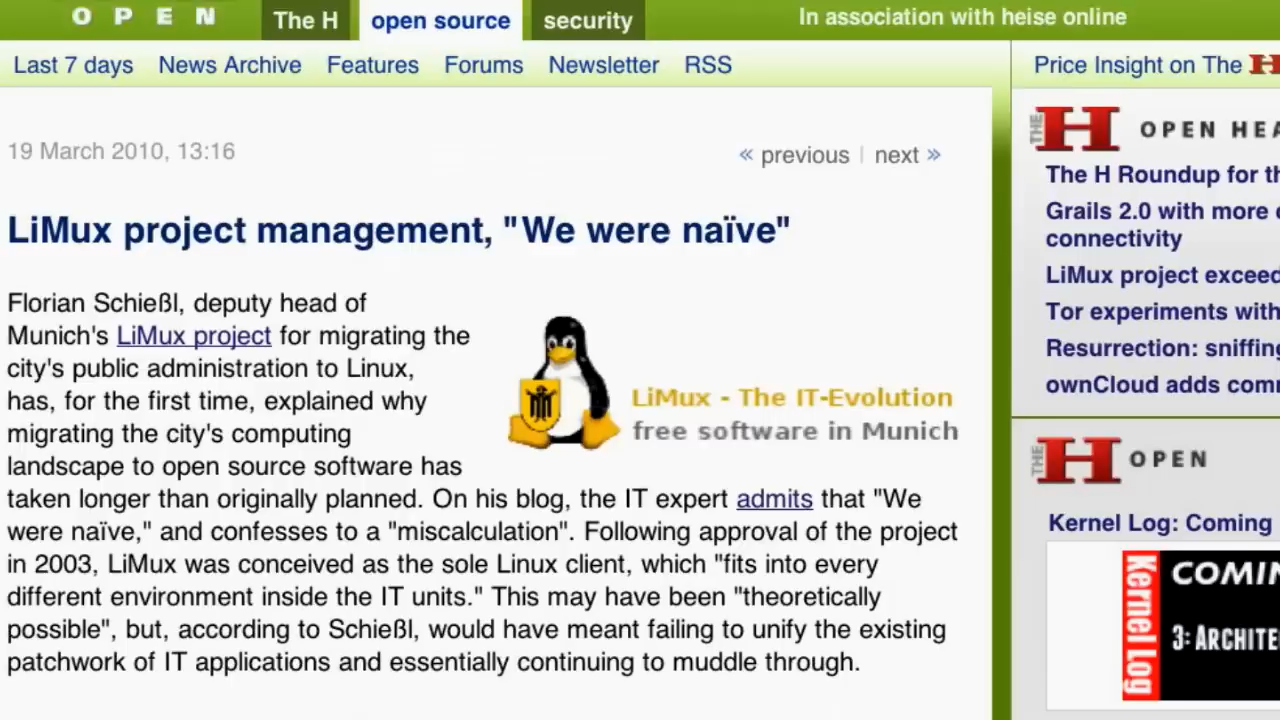 OPEN
The H
open source
security
In association with heise online
Last 7 days
News Archive
Features
Forums
Newsletter
RSS
Price Insight on The H
19 March 2010, 13:16
« previous | next »
LiMux project management, "We were naïve"
Florian Schießl, deputy head of
Munich's LiMux project for migrating the
city's public administration to Linux,
has, for the first time, explained why
migrating the city's computing
landscape to open source software has
taken longer than originally planned. On his blog, the IT expert admits that "We
were naïve," and confesses to a "miscalculation". Following approval of the project
in 2003, LiMux was conceived as the sole Linux client, which "fits into every
different environment inside the IT units." This may have been "theoretically
possible", but, according to Schießl, would have meant failing to unify the existing
patchwork of IT applications and essentially continuing to muddle through.
LiMux - The IT-Evolution
free software in Munich
THE H OPEN HEA
The H Roundup for th
Grails 2.0 with more
connectivity
LiMux project exceed
Tor experiments with
Resurrection: sniffing
ownCloud adds com
THE H OPEN
Kernel Log: Coming
Kernel Log
COMIN
3: ARCHITE